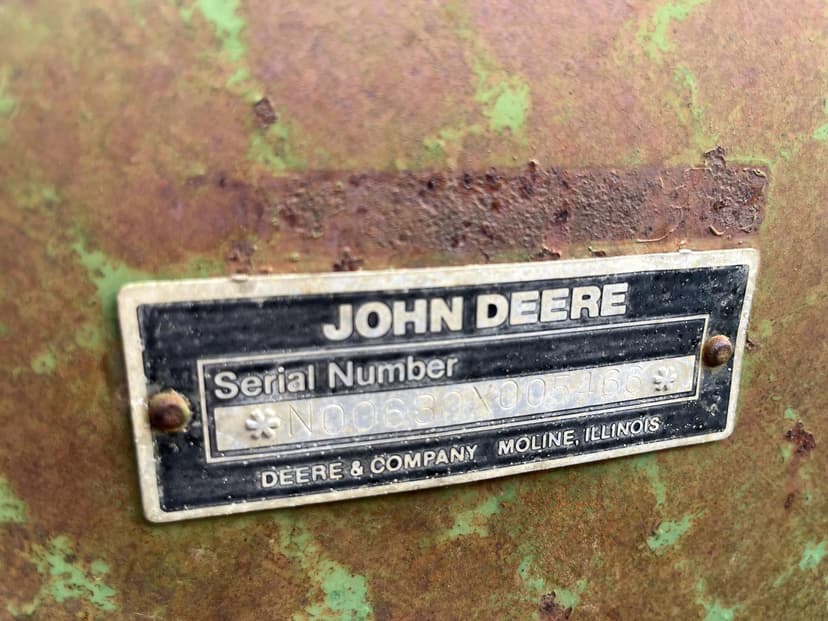 JOHN DEERE
Serial Number
DEERE & COMPANY MOLINE, ILLINOIS